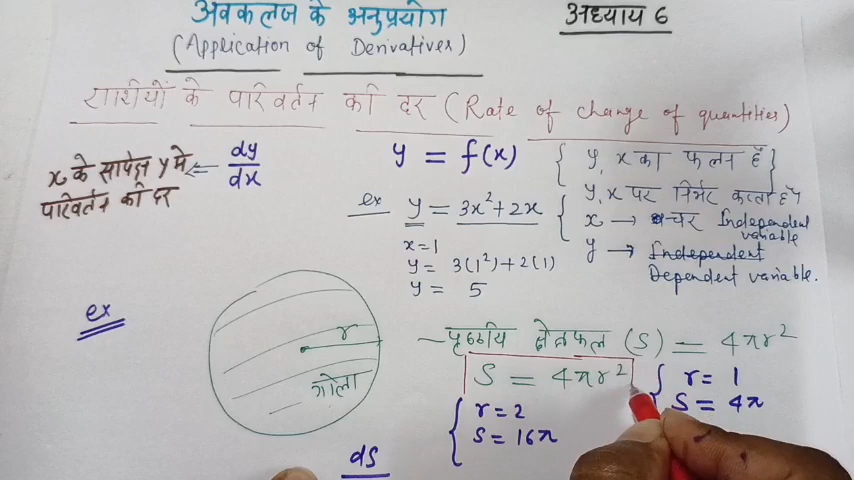 अवकलज के अनुप्रयोग
अध्याय 6
(Application of Derivatives)
राशियों के परिवर्तन की दर (Rate of change of quantities)
x के सापेक्ष y मे
परिवर्तन की दर
= dy/dx
y = f(x)
{ y, x का फलन है }
y, x पर निर्भर करता है
x → चर Independent
variable
y → Independent
Dependent variable.
ex y = 3x²+2x
x=1
y = 3(1²)+2(1)
y = 5
ex
r
गोला
पृष्ठीय क्षेत्रफल (S) = 4πr²
S = 4πr²
{ r = 1
S = 4π
{ r = 2
S = 16π
ds